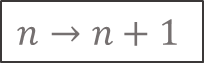 n → n + 1